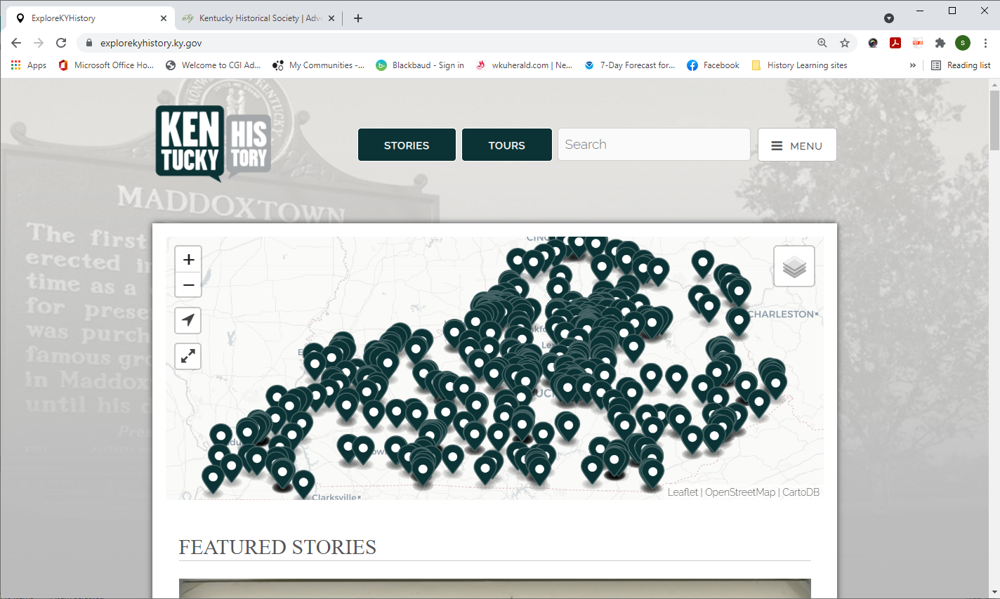 ExploreKYHistory
Kentucky Historical Society | Adv
explorekyhistory.ky.gov
S
Apps
Microsoft Office Ho...
Welcome to CGI Ad...
My Communities -...
Blackbaud - Sign in
wkuherald.com | Ne...
7-Day Forecast for...
Facebook
History Learning sites
»
Reading list
KEN
TUCKY
HIS
TORY
STORIES
TOURS
Search
MENU
MADDOXTOWN
The first
erected in
time as a
for preser
was purch
famous gr
in Maddox
until his d
+
−
CHARLESTON
Clarksville
Leaflet | OpenStreetMap | CartoDB
FEATURED STORIES